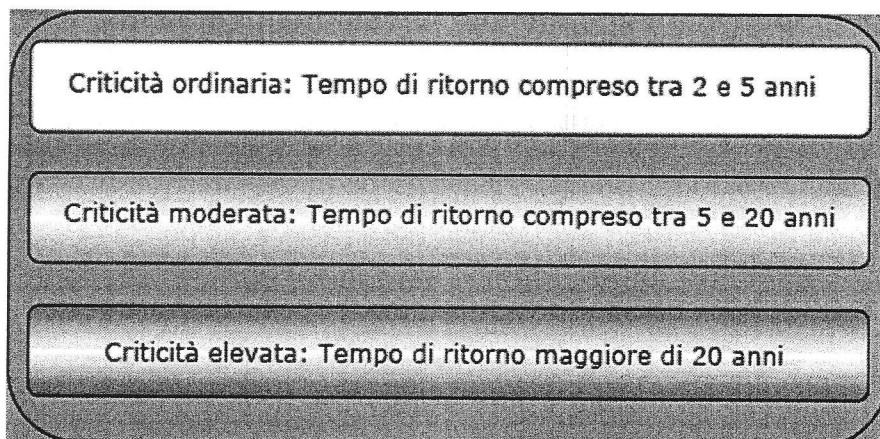 Criticità ordinaria: Tempo di ritorno compreso tra 2 e 5 anni
Criticità moderata: Tempo di ritorno compreso tra 5 e 20 anni
Criticità elevata: Tempo di ritorno maggiore di 20 anni